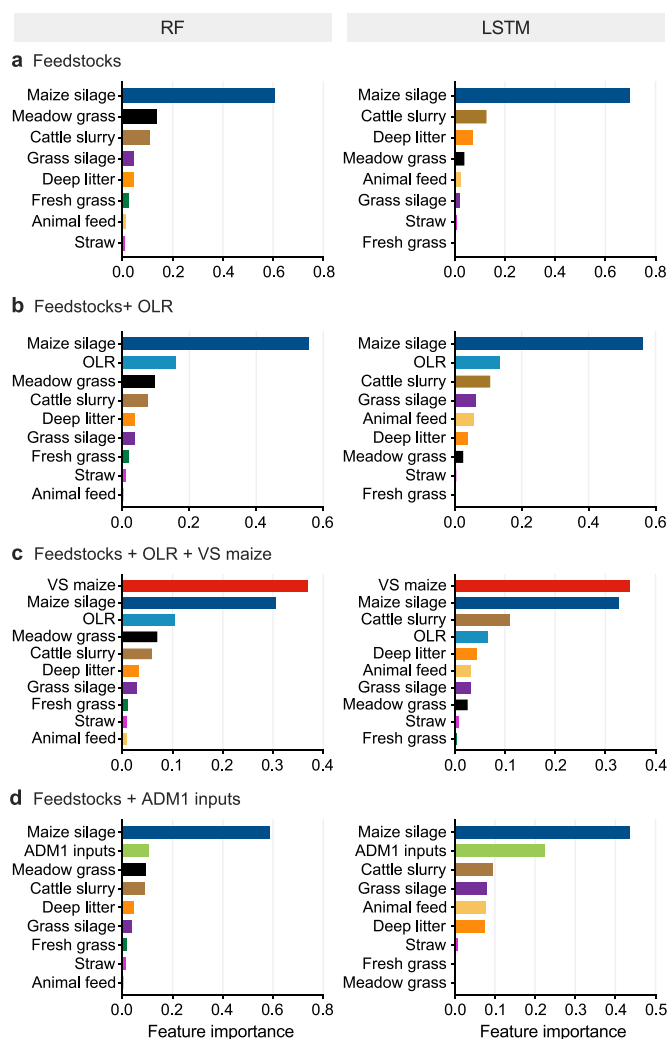 RF
LSTM
a Feedstocks
Maize silage
Meadow grass
Cattle slurry
Grass silage
Deep litter
Fresh grass
Animal feed
Straw
0.0 0.2 0.4 0.6 0.8
Maize silage
Cattle slurry
Deep litter
Meadow grass
Animal feed
Grass silage
Straw
Fresh grass
0.0 0.2 0.4 0.6 0.8
b Feedstocks+ OLR
Maize silage
OLR
Meadow grass
Cattle slurry
Deep litter
Grass silage
Fresh grass
Straw
Animal feed
0.0 0.2 0.4 0.6
Maize silage
OLR
Cattle slurry
Grass silage
Animal feed
Deep litter
Meadow grass
Straw
Fresh grass
0.0 0.2 0.4 0.6
c Feedstocks + OLR + VS maize
VS maize
Maize silage
OLR
Meadow grass
Cattle slurry
Deep litter
Grass silage
Fresh grass
Straw
Animal feed
0.0 0.1 0.2 0.3 0.4
VS maize
Maize silage
Cattle slurry
OLR
Deep litter
Animal feed
Grass silage
Meadow grass
Straw
Fresh grass
0.0 0.1 0.2 0.3 0.4
d Feedstocks + ADM1 inputs
Maize silage
ADM1 inputs
Meadow grass
Cattle slurry
Deep litter
Grass silage
Fresh grass
Straw
Animal feed
0.0 0.2 0.4 0.6 0.8
Feature importance
Maize silage
ADM1 inputs
Cattle slurry
Grass silage
Animal feed
Deep litter
Straw
Fresh grass
Meadow grass
0.0 0.1 0.2 0.3 0.4 0.5
Feature importance